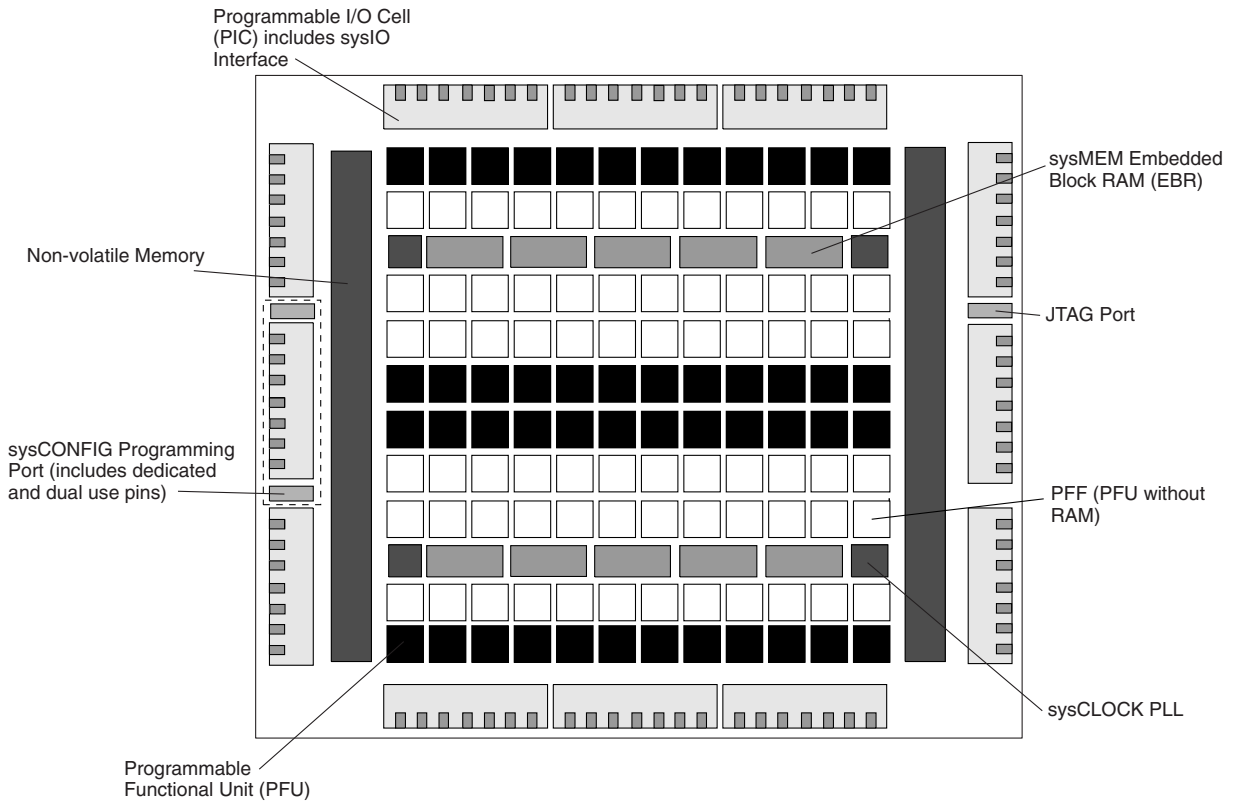 Programmable I/O Cell
(PIC) includes sysIO
Interface
sysMEM Embedded
Block RAM (EBR)
Non-volatile Memory
JTAG Port
sysCONFIG Programming
Port (includes dedicated
and dual use pins)
PFF (PFU without
RAM)
sysCLOCK PLL
Programmable
Functional Unit (PFU)